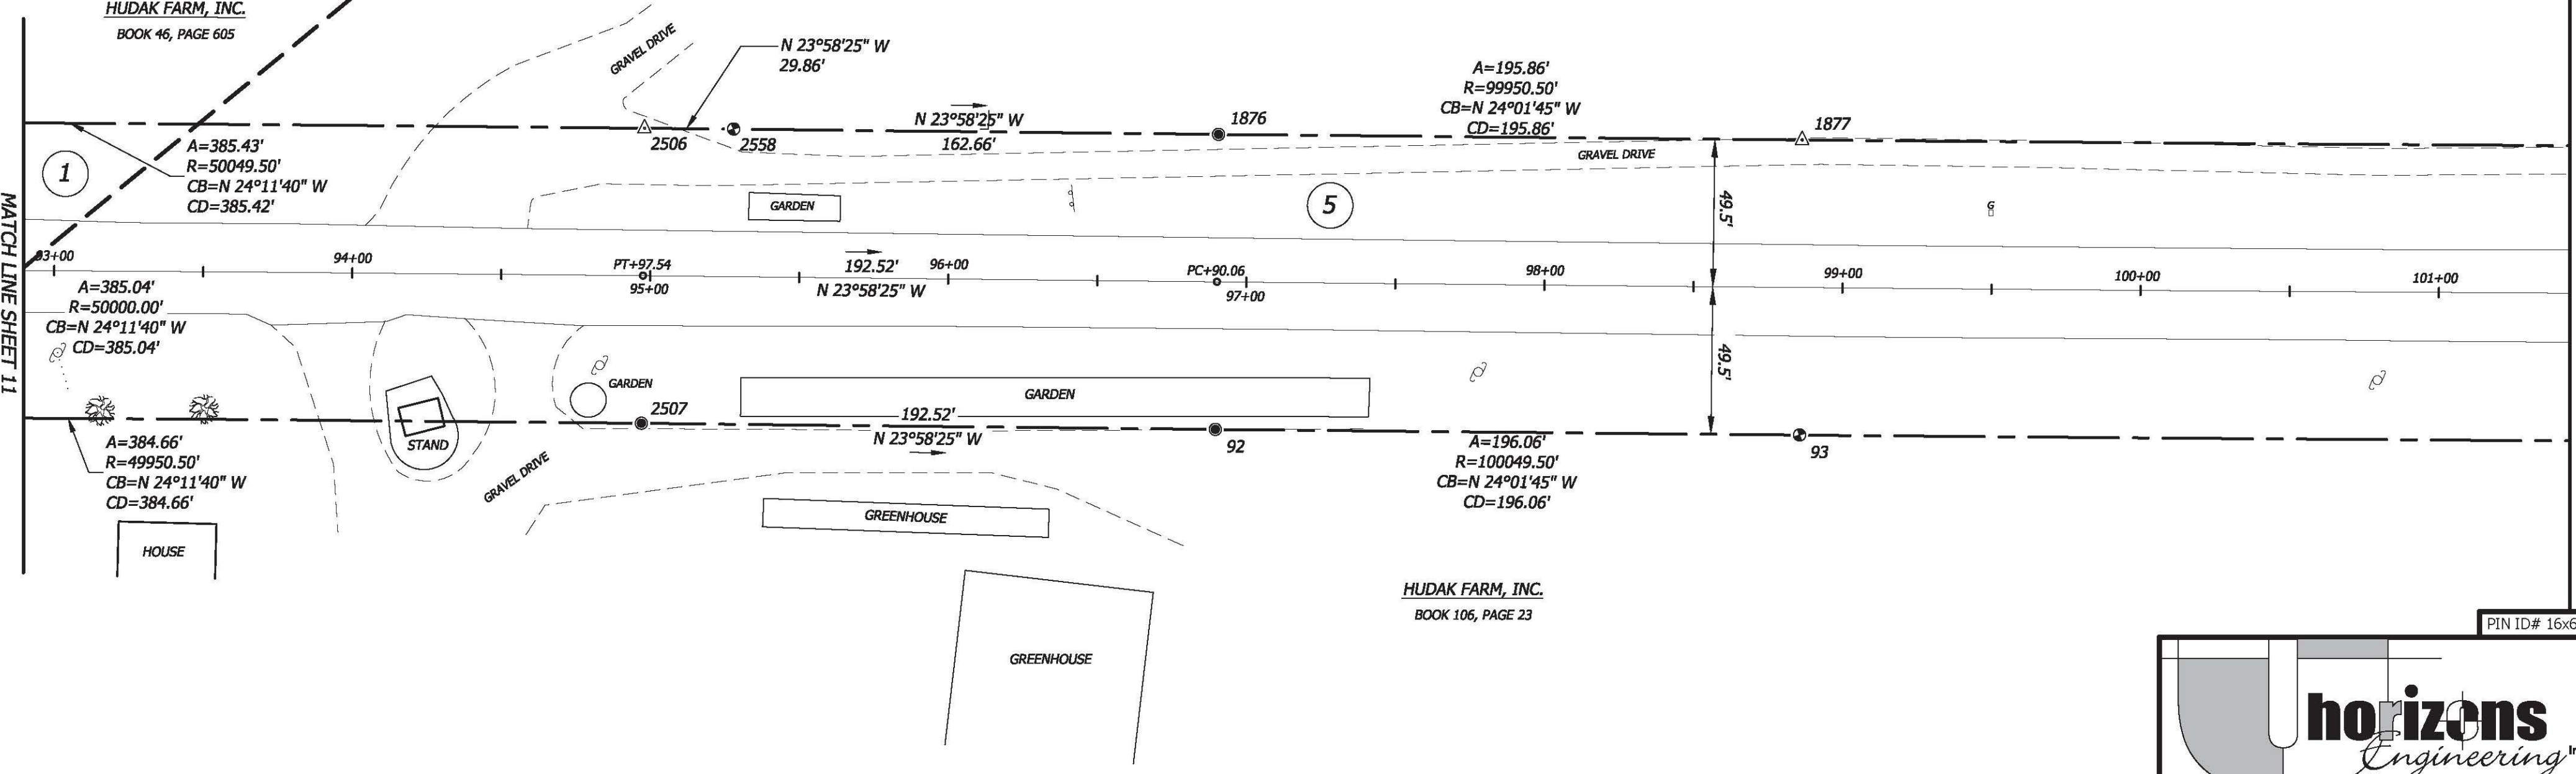 HUDAK FARM, INC.
BOOK 46, PAGE 605
GRAVEL DRIVE
N 23°58'25" W
29.86'
A=195.86'
R=99950.50'
CB=N 24°01'45" W
CD=195.86'
N 23°58'25" W
162.66'
2506
2558
1876
1877
A=385.43'
R=50049.50'
CB=N 24°11'40" W
CD=385.42'
1
GARDEN
5
GRAVEL DRIVE
49.5'
G
MATCH LINE SHEET 11
93+00
94+00
PT+97.54
95+00
192.52'
N 23°58'25" W
96+00
PC+90.06
97+00
98+00
99+00
100+00
101+00
A=385.04'
R=50000.00'
CB=N 24°11'40" W
CD=385.04'
49.5'
GARDEN
GARDEN
2507
192.52'
N 23°58'25" W
92
93
A=384.66'
R=49950.50'
CB=N 24°11'40" W
CD=384.66'
STAND
GRAVEL DRIVE
A=196.06'
R=100049.50'
CB=N 24°01'45" W
CD=196.06'
HOUSE
GREENHOUSE
HUDAK FARM, INC.
BOOK 106, PAGE 23
GREENHOUSE
PIN ID# 16x6
horizons
Engineering